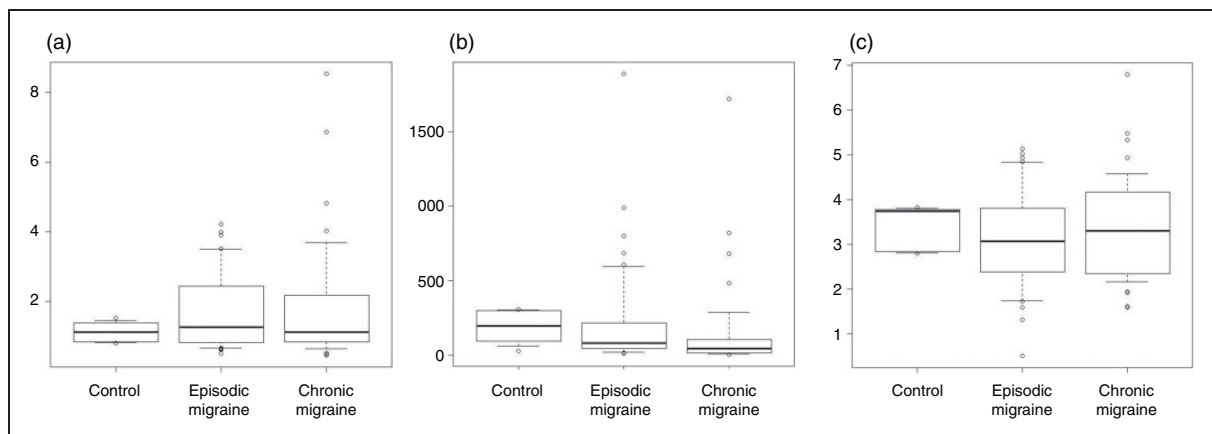 (a)
8
6
4
2
Control
Episodic
migraine
Chronic
migraine
(b)
1500
000
500
0
Control
Episodic
migraine
Chronic
migraine
(c)
7
6
5
4
3
2
1
Control
Episodic
migraine
Chronic
migraine